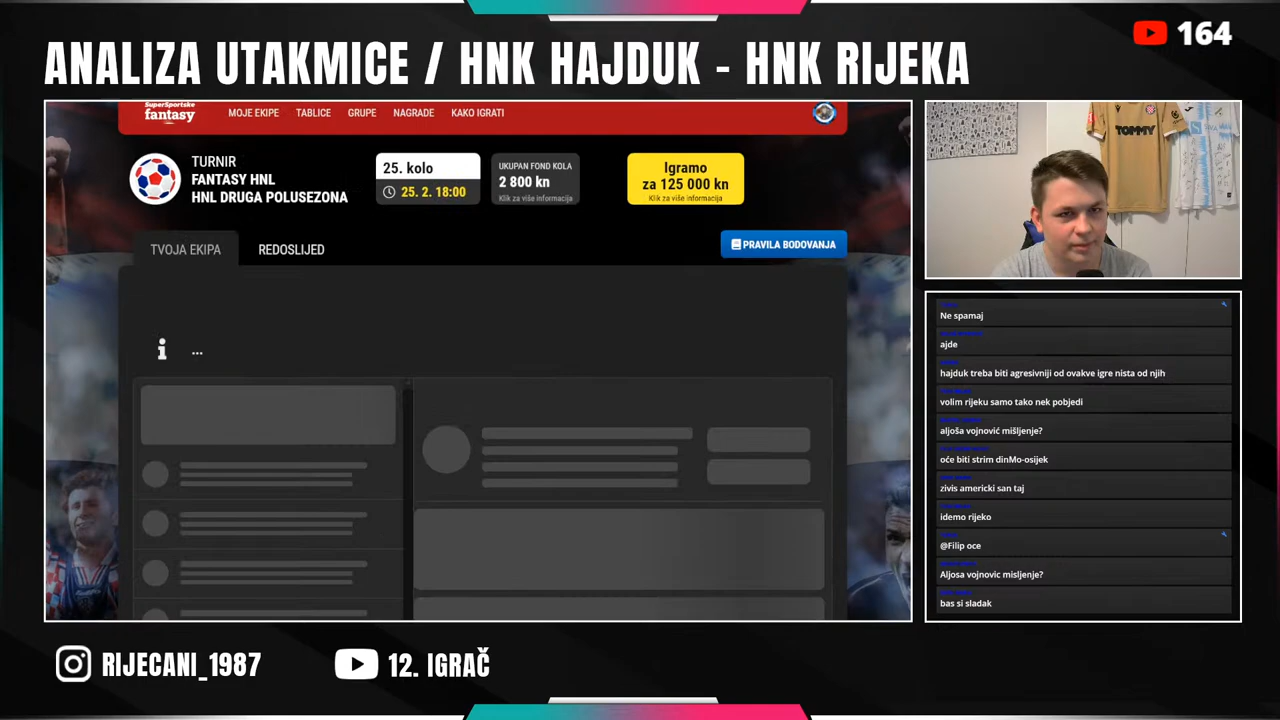 ANALIZA UTAKMICE / HNK HAJDUK - HNK RIJEKA
164
SuperSportske
fantasy
MOJE EKIPE
TABLICE
GRUPE
NAGRADE
KAKO IGRATI
TURNIR
FANTASY HNL
HNL DRUGA POLUSEZONA
25. kolo
25. 2. 18:00
UKUPAN FOND KOLA
2 800 kn
Klik za više informacija
Igramo
za 125 000 kn
Klik za više informacija
TVOJA EKIPA
REDOSLIJED
PRAVILA BODOVANJA
...
TOMMY
Ne spamaj
ajde
hajduk treba biti agresivniji od ovakve igre nista od njih
volim rijeku samo tako nek pobjedi
aljoša vojnović mišljenje?
oće biti strim dinMo-osijek
zivis americki san taj
idemo rijeko
@Filip oce
Aljosa vojnovic misljenje?
bas si sladak
RIJECANI_1987
12. IGRAČ